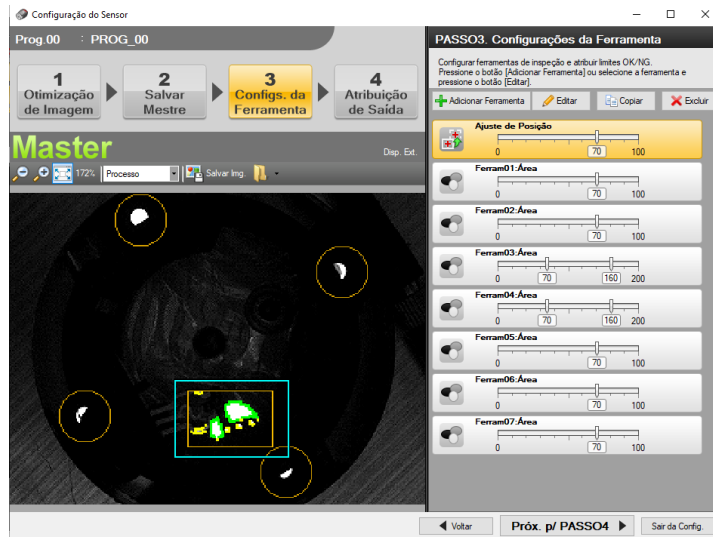 Configuração do Sensor
Prog.00 : PROG_00
1
Otimização
de Imagem
2
Salvar
Mestre
3
Configs. da
Ferramenta
4
Atribuição
de Saída
Master
Disp. Ext.
172%
Processo
Salvar Img.
PASSO3. Configurações da Ferramenta
Configurar ferramentas de inspeção e atribuir limites OK/NG.
Pressione o botão [Adicionar Ferramenta] ou selecione a ferramenta e
pressione o botão [Editar].
Adicionar Ferramenta Editar Copiar Excluir
Ajuste de Posição
0 70 100
Ferram01:Área
0 70 100
Ferram02:Área
0 70 100
Ferram03:Área
0 70 160 200
Ferram04:Área
0 70 160 200
Ferram05:Área
0 70 100
Ferram06:Área
0 70 100
Ferram07:Área
0 70 100
Voltar Próx. p/ PASSO4 Sair da Config.